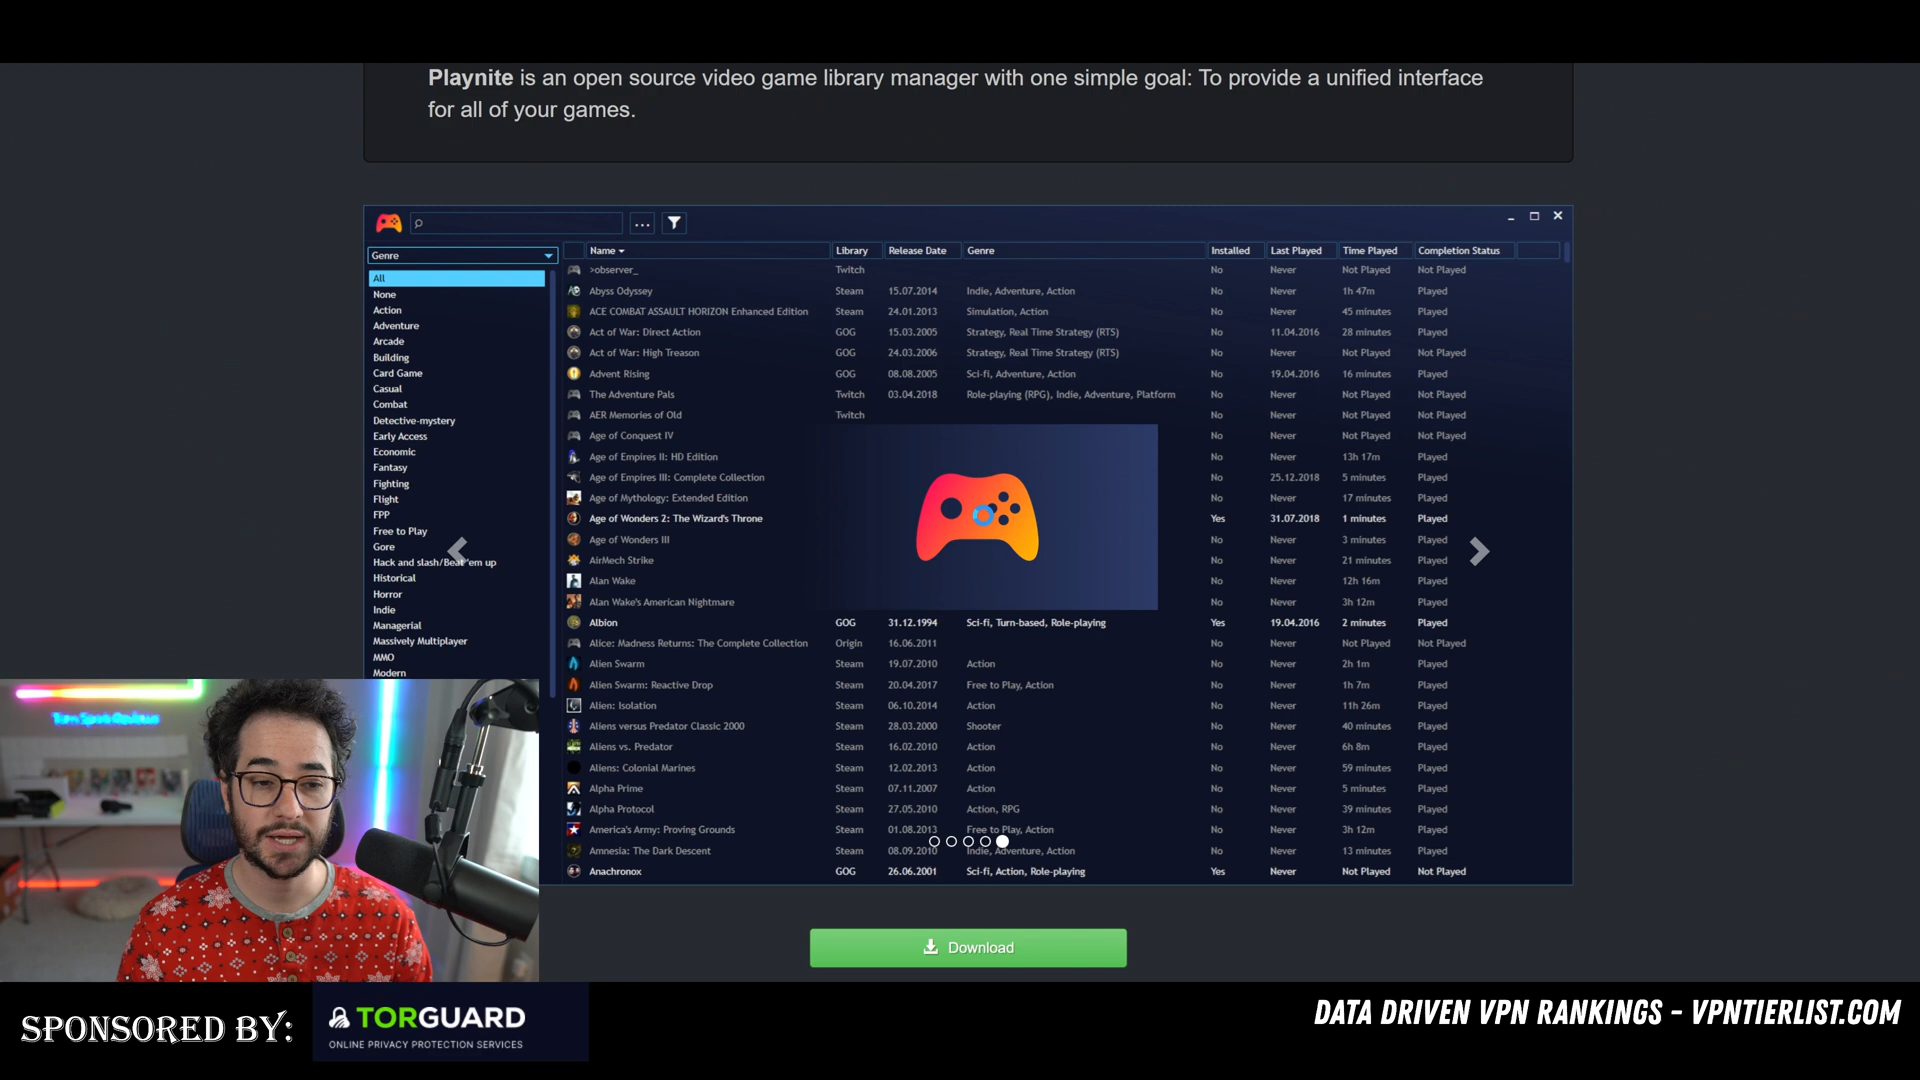 Playnite is an open source video game library manager with one simple goal: To provide a unified interface
for all of your games.
Genre
All
None
Action
Adventure
Arcade
Building
Card Game
Casual
Combat
Detective-mystery
Early Access
Economic
Fantasy
Fighting
Flight
FPP
Free to Play
Gore
Hack and slash/Beat 'em up
Historical
Horror
Indie
Managerial
Massively Multiplayer
MMO
Modern
Name Library Release Date Genre Installed Last Played Time Played Completion Status
>observer_ Twitch No Never Not Played Not Played
Abyss Odyssey Steam 15.07.2014 Indie, Adventure, Action No Never 1h 47m Played
ACE COMBAT ASSAULT HORIZON Enhanced Edition Steam 24.01.2013 Simulation, Action No Never 45 minutes Played
Act of War: Direct Action GOG 15.03.2005 Strategy, Real Time Strategy (RTS) No 11.04.2016 28 minutes Played
Act of War: High Treason GOG 24.03.2006 Strategy, Real Time Strategy (RTS) No Never Not Played Not Played
Advent Rising GOG 08.08.2005 Sci-fi, Adventure, Action No 19.04.2016 16 minutes Played
The Adventure Pals Twitch 03.04.2018 Role-playing (RPG), Indie, Adventure, Platform No Never Not Played Not Played
AER Memories of Old Twitch No Never Not Played Not Played
Age of Conquest IV No Never Not Played Not Played
Age of Empires II: HD Edition No Never 13h 17m Played
Age of Empires III: Complete Collection No 25.12.2018 5 minutes Played
Age of Mythology: Extended Edition No Never 17 minutes Played
Age of Wonders 2: The Wizard's Throne Yes 31.07.2018 1 minutes Played
Age of Wonders III No Never 3 minutes Played
AirMech Strike No Never 21 minutes Played
Alan Wake No Never 12h 16m Played
Alan Wake's American Nightmare No Never 3h 12m Played
Albion GOG 31.12.1994 Sci-fi, Turn-based, Role-playing Yes 19.04.2016 2 minutes Played
Alice: Madness Returns: The Complete Collection Origin 16.06.2011 No Never Not Played Not Played
Alien Swarm Steam 19.07.2010 Action No Never 2h 1m Played
Alien Swarm: Reactive Drop Steam 20.04.2017 Free to Play, Action No Never 1h 7m Played
Alien: Isolation Steam 06.10.2014 Action No Never 11h 26m Played
Aliens versus Predator Classic 2000 Steam 28.03.2000 Shooter No Never 40 minutes Played
Aliens vs. Predator Steam 16.02.2010 Action No Never 6h 8m Played
Aliens: Colonial Marines Steam 12.02.2013 Action No Never 59 minutes Played
Alpha Prime Steam 07.11.2007 Action No Never 5 minutes Played
Alpha Protocol Steam 27.05.2010 Action, RPG No Never 39 minutes Played
America's Army: Proving Grounds Steam 01.08.2013 Free to Play, Action No Never 3h 12m Played
Amnesia: The Dark Descent Steam 08.09.2010 Indie, Adventure, Action No Never 13 minutes Played
Anachronox GOG 26.06.2001 Sci-fi, Action, Role-playing Yes Never Not Played Not Played
Download
SPONSORED BY:
TORGUARD
ONLINE PRIVACY PROTECTION SERVICES
DATA DRIVEN VPN RANKINGS - VPNTIERLIST.COM